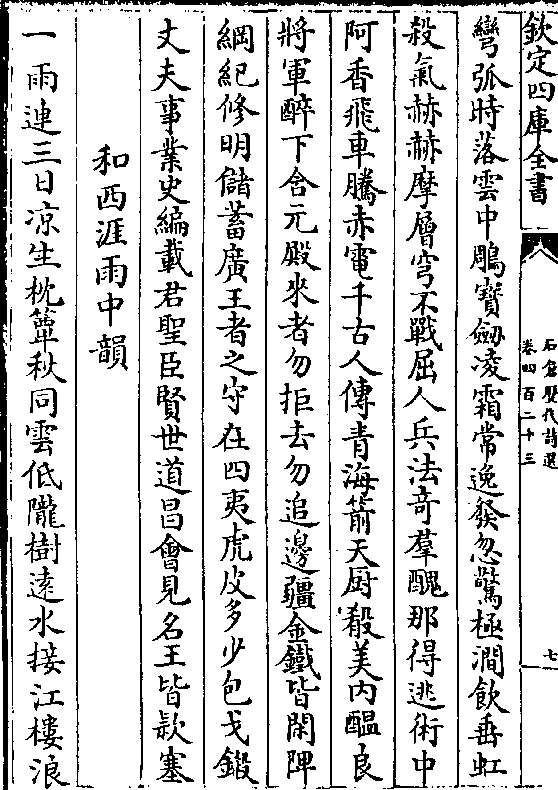 欽定四庫全書
石倉歷代詩選
卷四百二十三
七
彎弧時落雲中鵰寶劒凌霜常逸發忽驚極澗飲垂虹
殺氣赫赫摩層穹不戰屈人兵法竒羣醜那得逃術中
阿香飛車騰赤電千古人傳青海箭天厨殽美内醞良
將軍醉下含元殿來者勿拒去勿追邊疆金鐵皆閑陴
綱紀修明儲蓄廣王者之守在四夷虎皮多少包戈鍛
丈夫事業史編載君聖臣賢世道昌會見名王皆款塞
和西涯雨中韻
一雨連三日凉生枕簟秋同雲低隴樹逺水接江樓浪